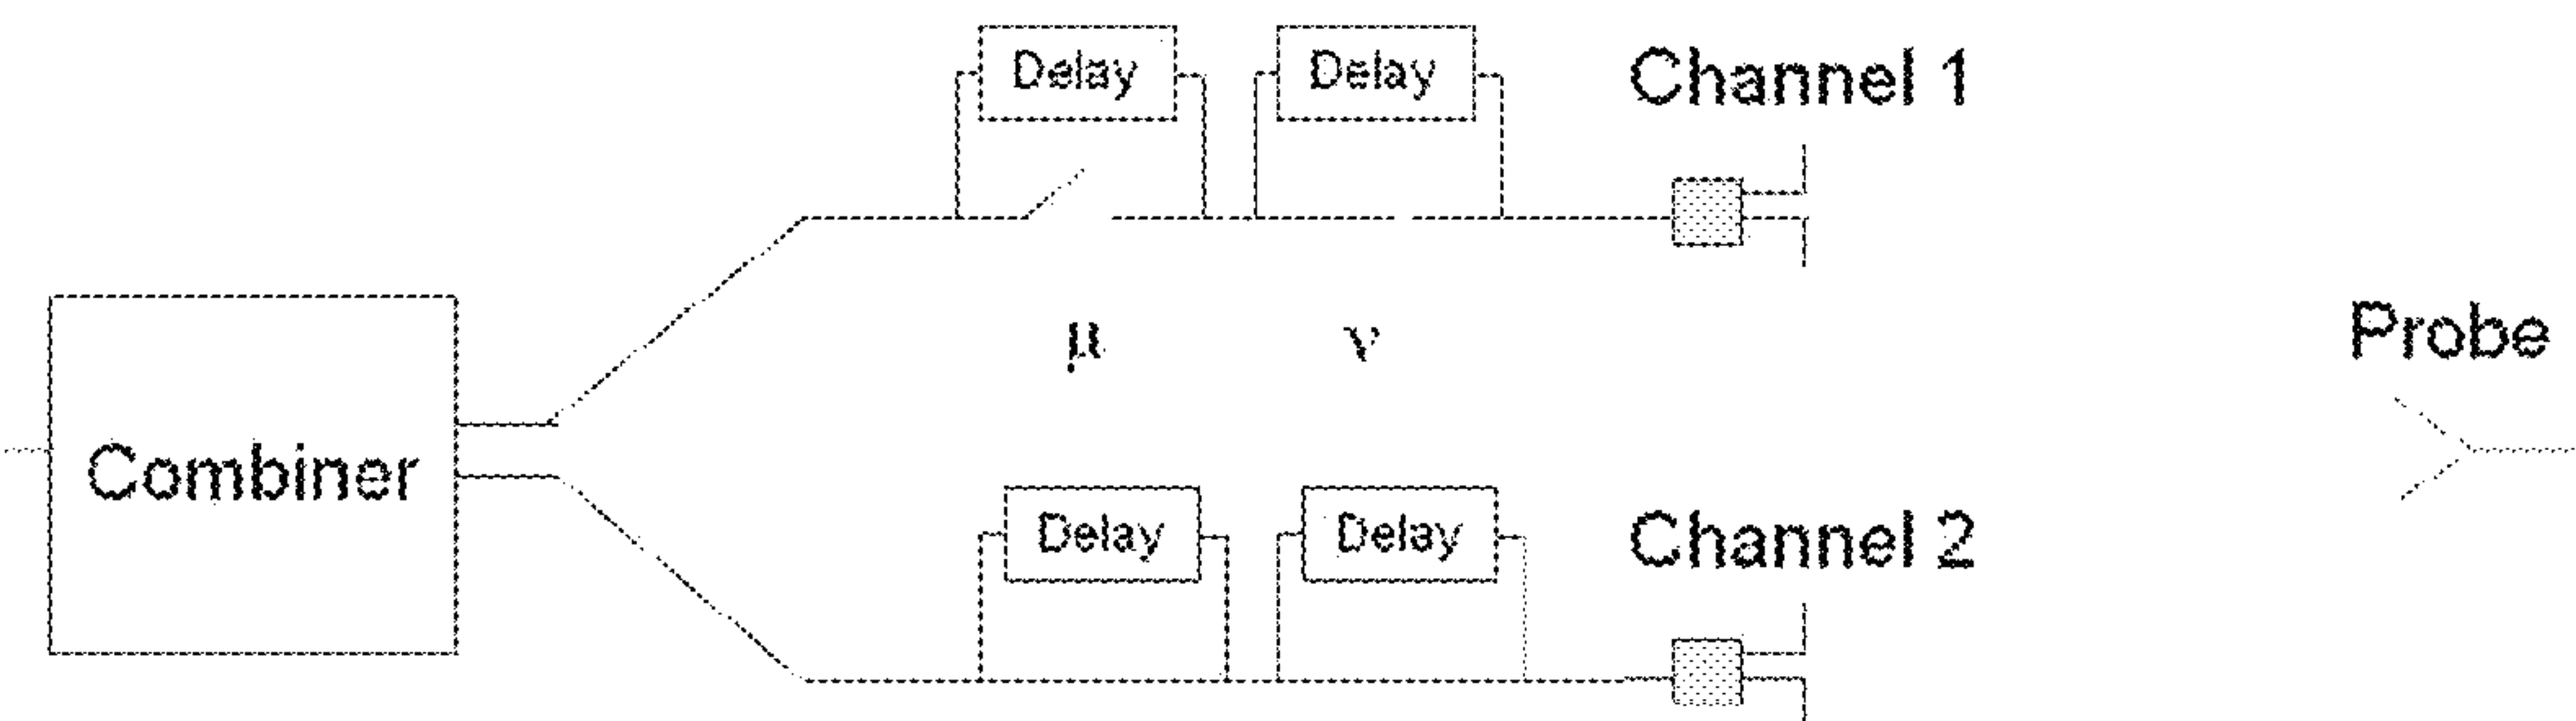 Delay Delay Channel 1
μ ν Probe
Combiner
Delay Delay Channel 2